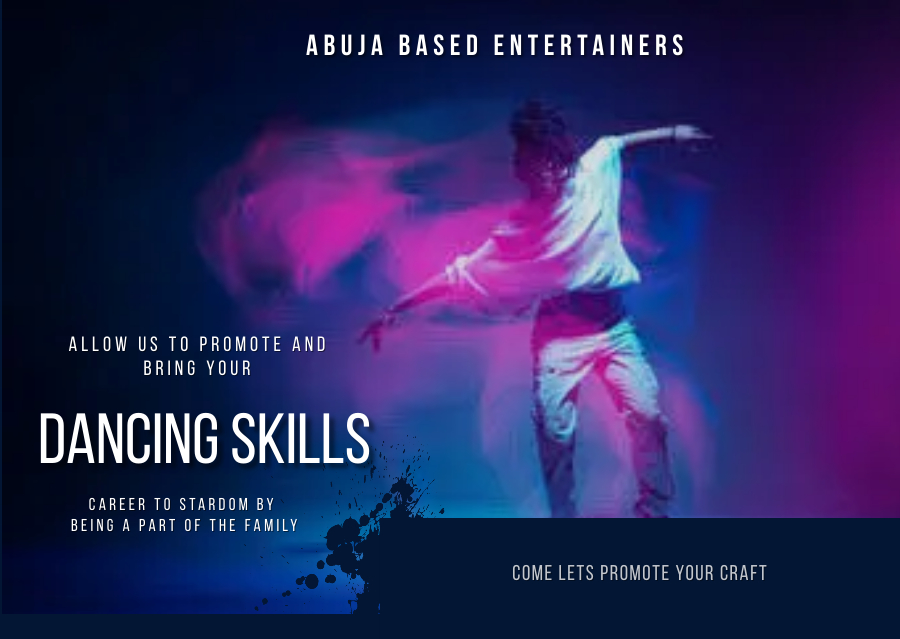 ABUJA BASED ENTERTAINERS
ALLOW US TO PROMOTE AND
BRING YOUR
DANCING SKILLS
CAREER TO STARDOM BY
BEING A PART OF THE FAMILY
COME LETS PROMOTE YOUR CRAFT